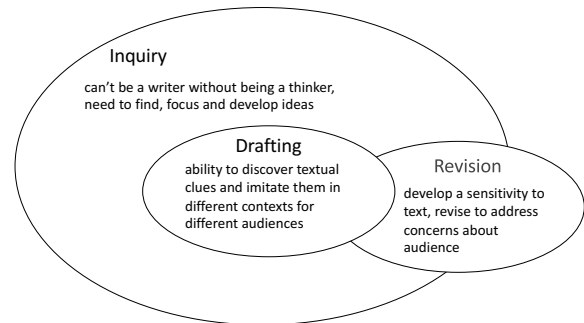 Inquiry
can't be a writer without being a thinker,
need to find, focus and develop ideas
Drafting
ability to discover textual
clues and imitate them in
different contexts for
different audiences
Revision
develop a sensitivity to
text, revise to address
concerns about
audience